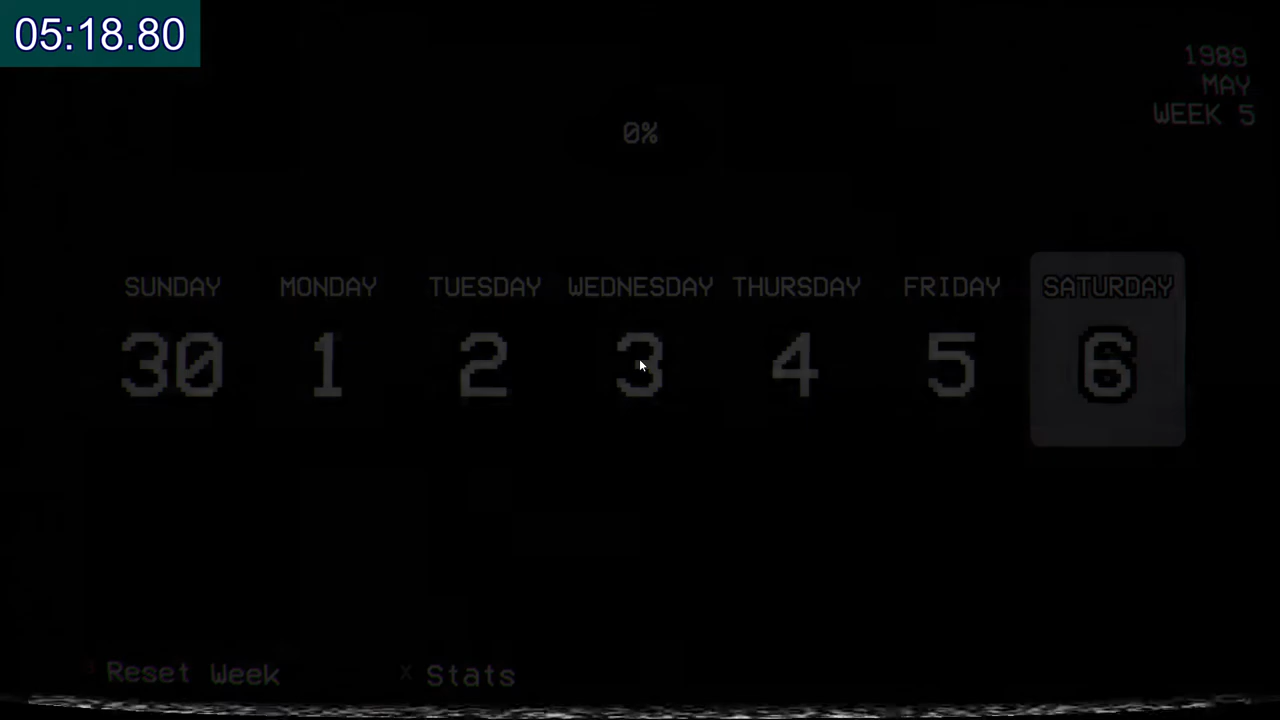 05:18.80
1989
MAY
WEEK 5
0%
SUNDAY MONDAY TUESDAY WEDNESDAY THURSDAY FRIDAY SATURDAY
30 1 2 3 4 5 6
Reset Week X Stats